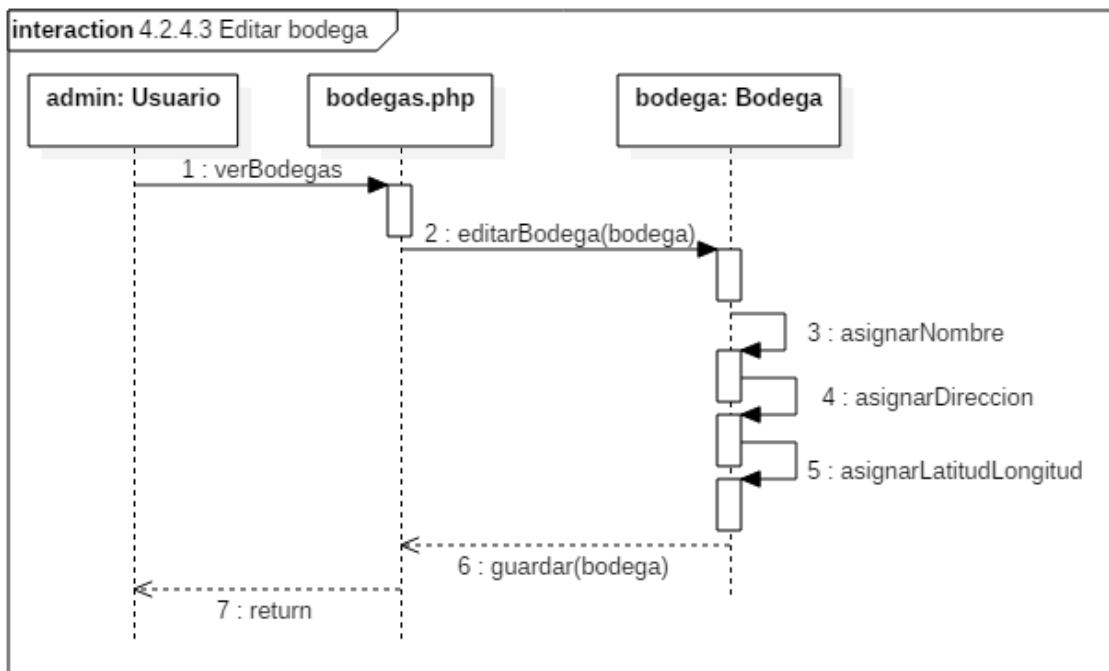 interaction 4.2.4.3 Editar bodega
admin: Usuario
bodegas.php
bodega: Bodega
1 : verBodegas
2 : editarBodega(bodega)
3 : asignarNombre
4 : asignarDireccion
5 : asignarLatitudLongitud
6 : guardar(bodega)
7 : return